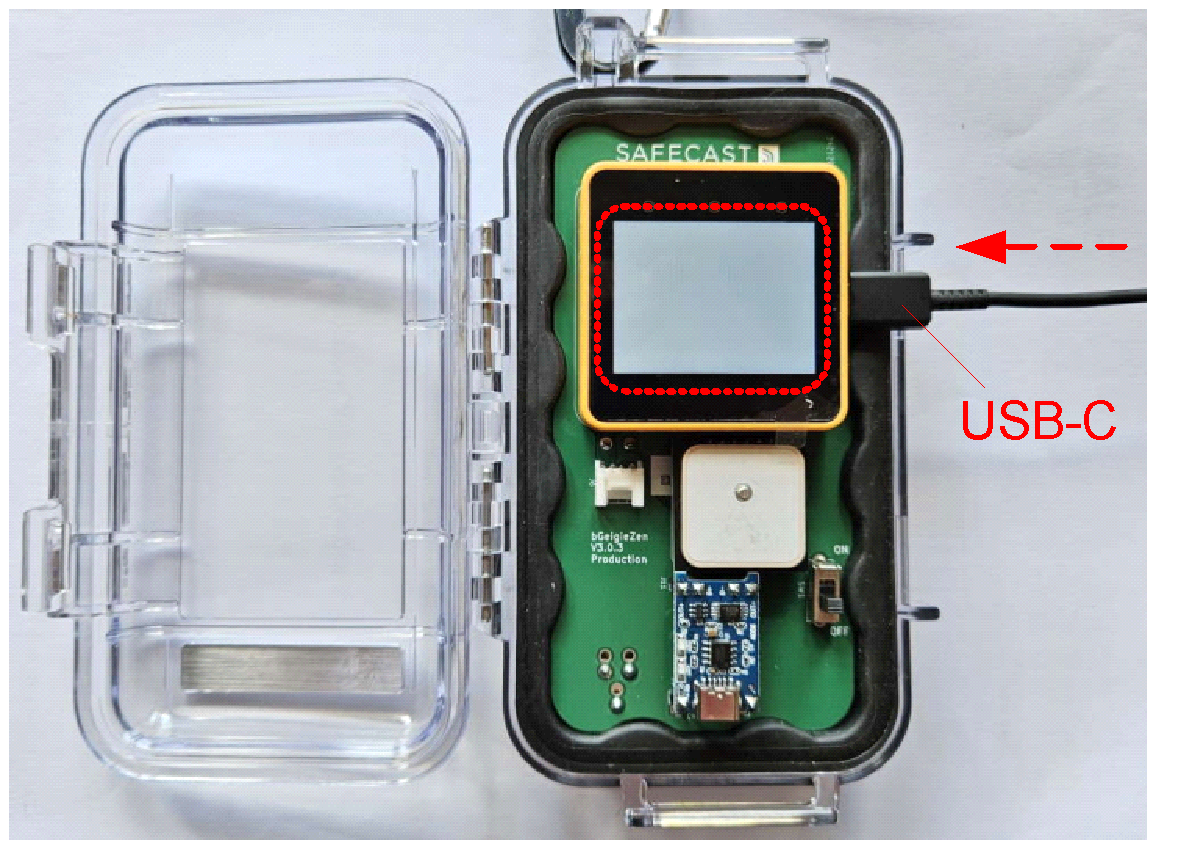 SAFECAST
USB-C
bGeigieZen
V3.0.3
Production
ON
OFF